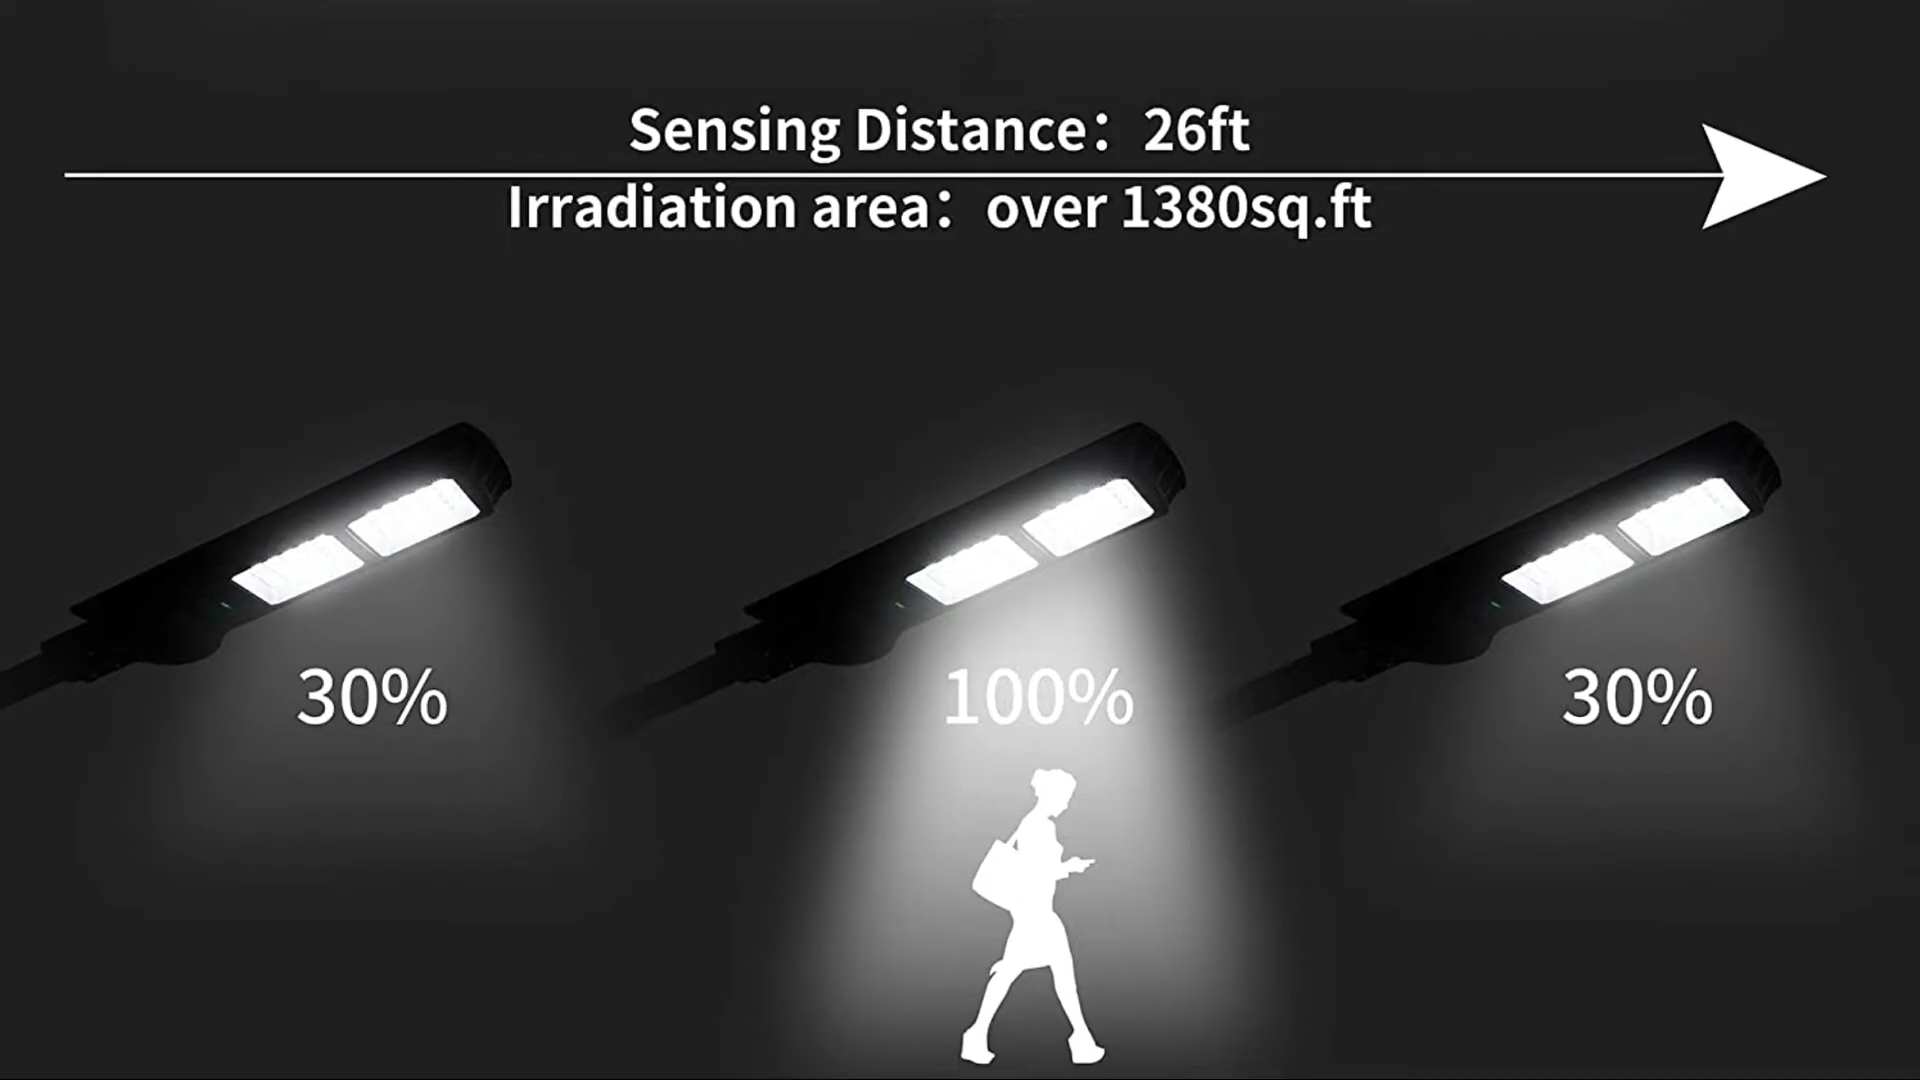 Sensing Distance：26ft
Irradiation area：over 1380sq.ft
30%
100%
30%